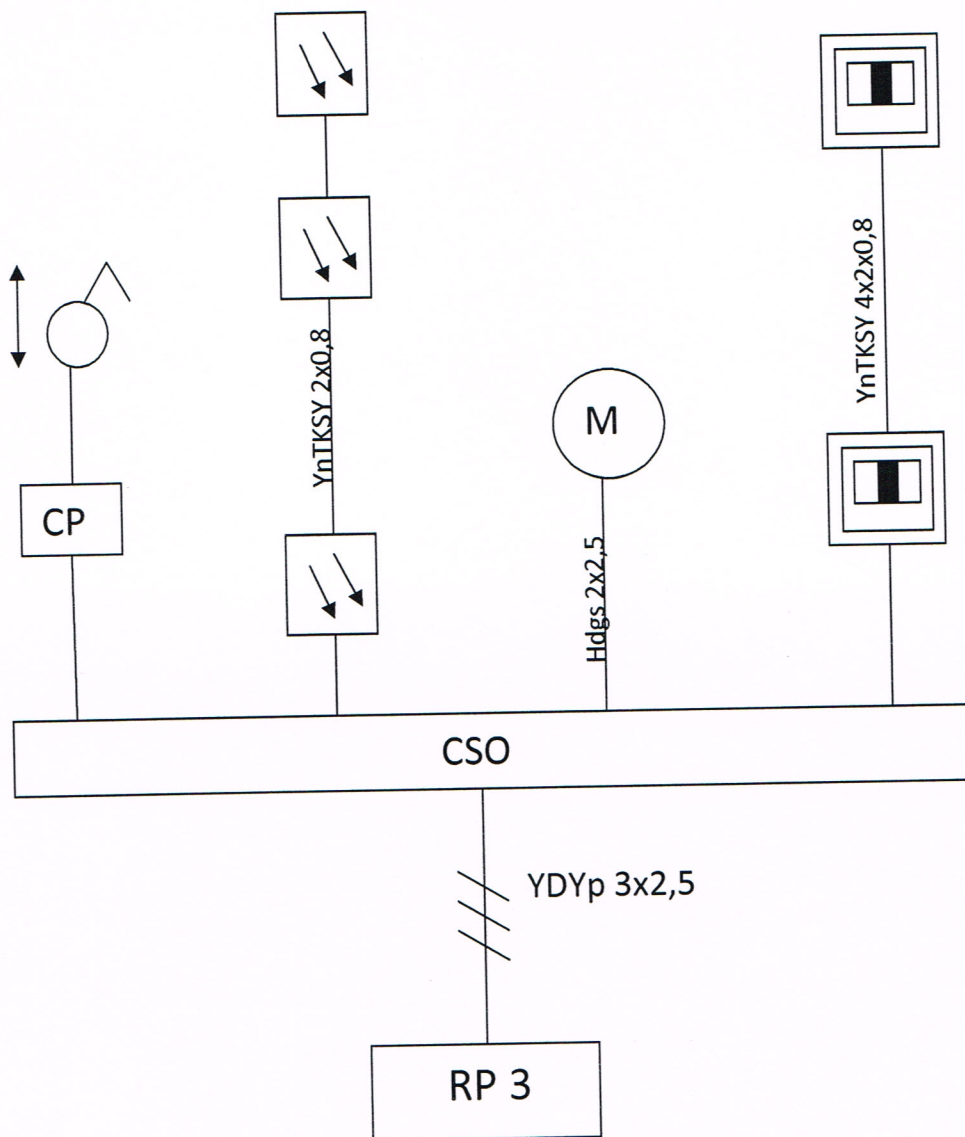 YnTKSY 4x2x0,8
YnTKSY 2x0,8
M
CP
Hdgs 2x2,5
CSO
YDYp 3x2,5
RP 3